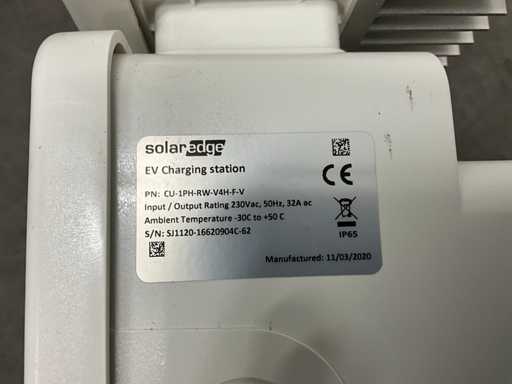 solaredge
EV Charging station
PN: CU-1PH-RW-V4H-F-V
Input / Output Rating 230Vac, 50Hz, 32A ac
Ambient Temperature -30C to +50 C
S/N: SJ1120-16620904C-62
CE
IP65
Manufactured: 11/03/2020